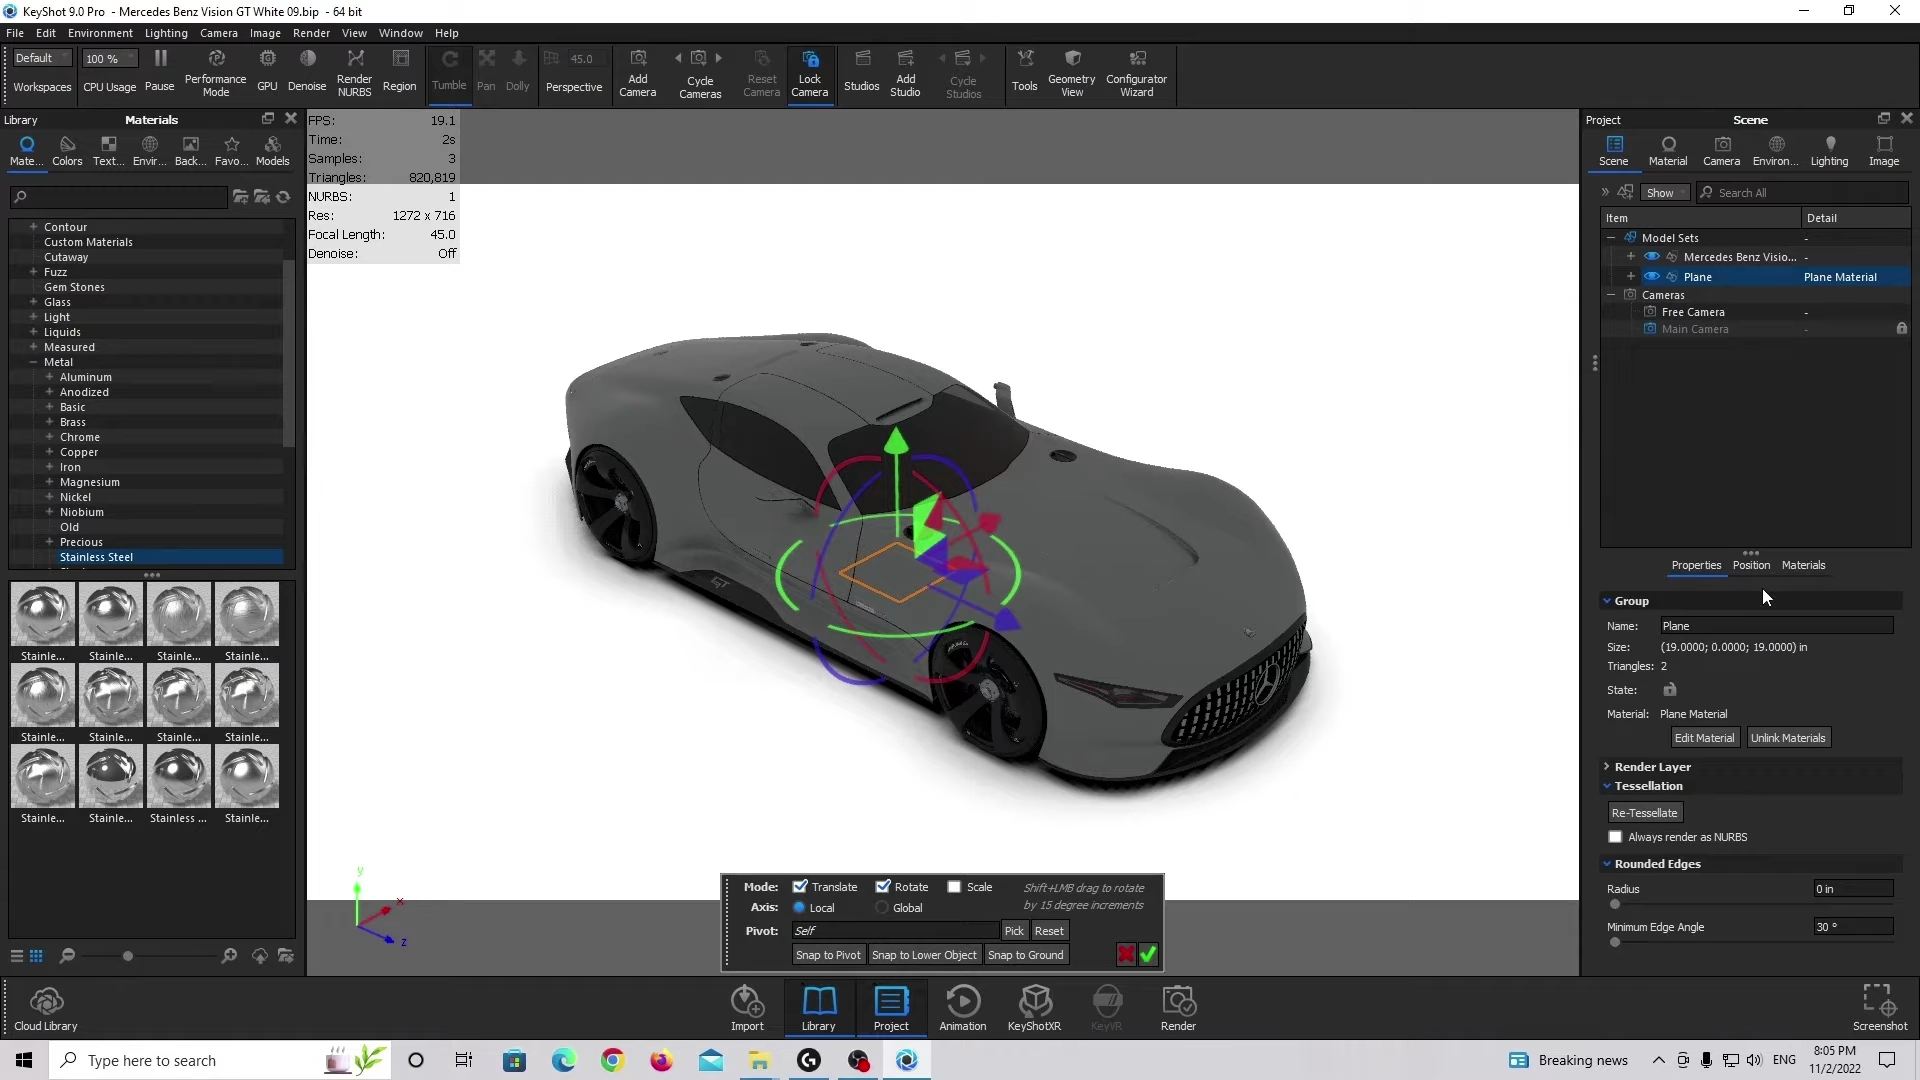 KeyShot 9.0 Pro - Mercedes Benz Vision GT White 09.bip - 64 bit
File Edit Environment Lighting Camera Image Render View Window Help
Default 100 % 45.0
Workspaces CPU Usage Pause Performance Mode GPU Denoise Render NURBS Region Tumble Pan Dolly Perspective Add Camera Cycle Cameras Reset Camera Lock Camera Studios Add Studio Cycle Studios Tools Geometry View Configurator Wizard
Library Materials
Mate... Colors Text... Envir... Back... Favo... Models
Contour
Custom Materials
Cutaway
Fuzz
Gem Stones
Glass
Light
Liquids
Measured
Metal
Aluminum
Anodized
Basic
Brass
Chrome
Copper
Iron
Magnesium
Nickel
Niobium
Old
Precious
Stainless Steel
Stainle... Stainle... Stainle... Stainle...
Stainle... Stainle... Stainle... Stainle...
Stainle... Stainle... Stainless ... Stainle...
FPS: 19.1
Time: 2s
Samples: 3
Triangles: 820,819
NURBS: 1
Res: 1272 x 716
Focal Length: 45.0
Denoise: Off
GT
y
x
z
Mode: Translate Rotate Scale
Shift+LMB drag to rotate
by 15 degree increments
Axis: Local Global
Pivot: Self Pick Reset
Snap to Pivot Snap to Lower Object Snap to Ground
Project Scene
Scene Material Camera Environ... Lighting Image
Show Search All
Item Detail
Model Sets -
Mercedes Benz Visio... -
Plane Plane Material
Cameras
Free Camera -
Main Camera -
Properties Position Materials
Group
Name: Plane
Size: (19.0000; 0.0000; 19.0000) in
Triangles: 2
State:
Material: Plane Material
Edit Material Unlink Materials
Render Layer
Tessellation
Re-Tessellate
Always render as NURBS
Rounded Edges
Radius 0 in
Minimum Edge Angle 30 °
Cloud Library Import Library Project Animation KeyShotXR KeyVR Render Screenshot
Type here to search
Breaking news ENG 8:05 PM
11/2/2022